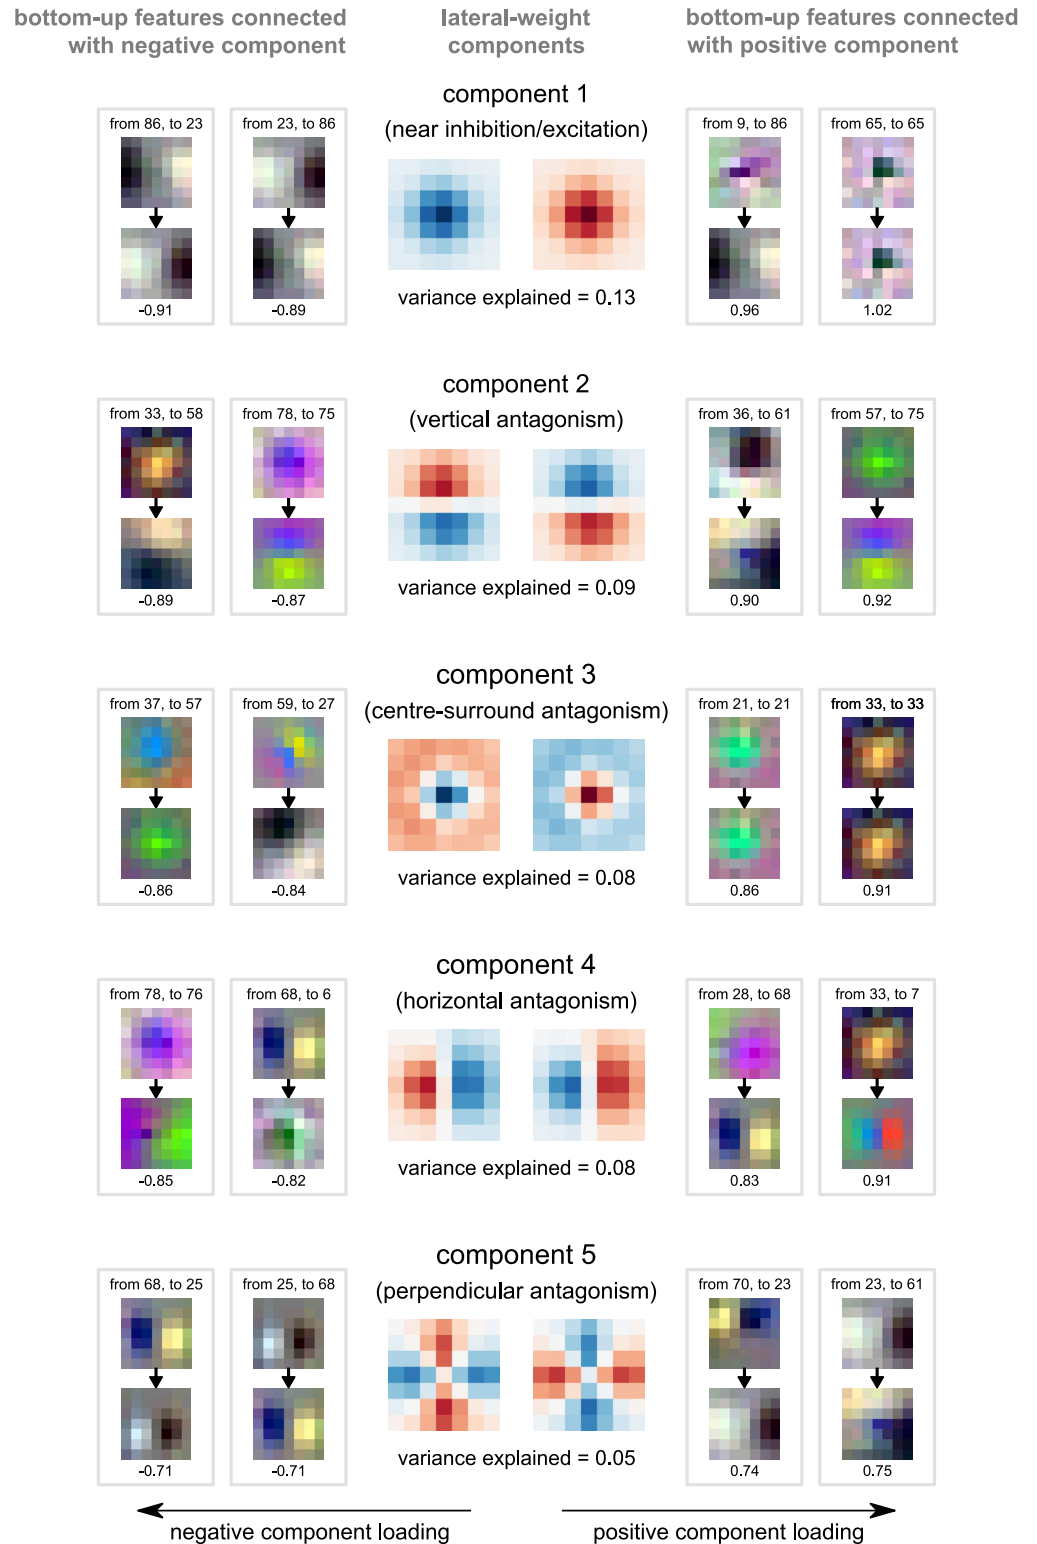 bottom-up features connected
with negative component
lateral-weight
components
bottom-up features connected
with positive component
component 1
(near inhibition/excitation)
from 86, to 23
from 23, to 86
from 9, to 86
from 65, to 65
-0.91
-0.89
variance explained = 0.13
0.96
1.02
component 2
(vertical antagonism)
from 33, to 58
from 78, to 75
from 36, to 61
from 57, to 75
-0.89
-0.87
variance explained = 0.09
0.90
0.92
component 3
(centre-surround antagonism)
from 37, to 57
from 59, to 27
from 21, to 21
from 33, to 33
-0.86
-0.84
variance explained = 0.08
0.86
0.91
component 4
(horizontal antagonism)
from 78, to 76
from 68, to 6
from 28, to 68
from 33, to 7
-0.85
-0.82
variance explained = 0.08
0.83
0.91
component 5
(perpendicular antagonism)
from 68, to 25
from 25, to 68
from 70, to 23
from 23, to 61
-0.71
-0.71
variance explained = 0.05
0.74
0.75
negative component loading
positive component loading